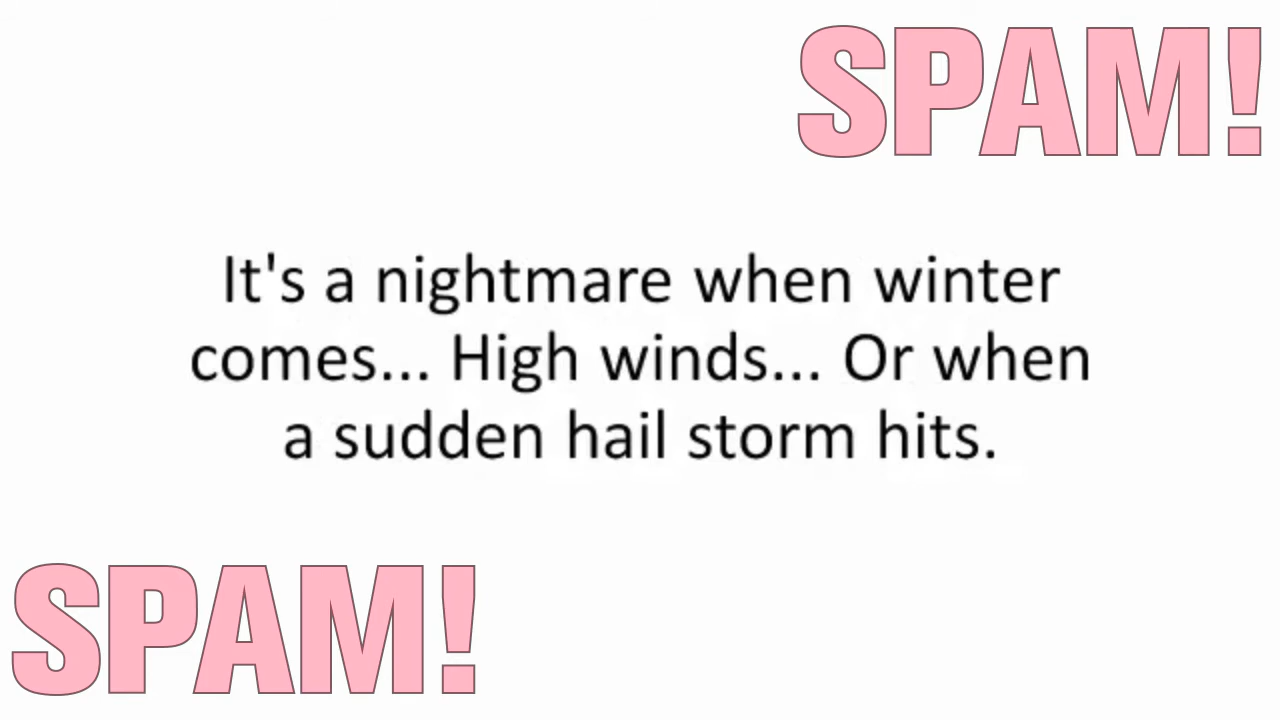 SPAM!
It's a nightmare when winter
comes... High winds... Or when
a sudden hail storm hits.
SPAM!